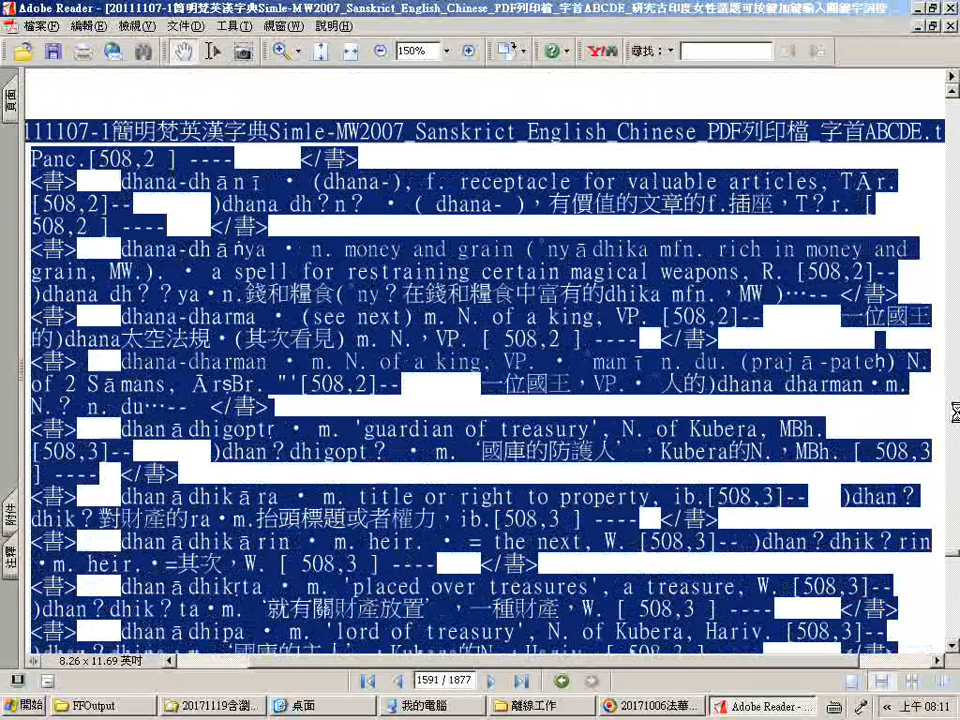 Adobe Reader - [20111107-1簡明梵英漢字典Simle-MW2007_Sanskrict_English_Chinese_PDF列印檔_字首ABCDE_研究古印度女性議題可按鍵加鍵輸入關鍵字詞搜
檔案(F) 編輯(E) 檢視(V) 文件(D) 工具(T) 視窗(W) 說明(H)
150% Y! 尋找：
頁面
111107-1簡明梵英漢字典Simle-MW2007_Sanskrict_English_Chinese_PDF列印檔_字首ABCDE.t
Panc.[508,2 ] ---- </書>
<書> dhana-dhānī • (dhana-), f. receptacle for valuable articles, TĀr.
[508,2]-- )dhana dh?n? • ( dhana- )，有價值的文章的f.插座，T?r. [
508,2 ] ---- </書>
<書> dhana-dhāṅya • n. money and grain (°nyādhika mfn. rich in money and
grain, MW.). • a spell for restraining certain magical weapons, R. [508,2]--
)dhana dh??ya•n.錢和糧食(°ny?在錢和糧食中富有的dhika mfn.，MW )…-- </書>
<書> dhana-dharma • (see next) m. N. of a king, VP. [508,2]-- 一位國王
的)dhana太空法規•(其次看見) m. N.，VP. [ 508,2 ] ---- </書>
<書> dhana-dharman • m. N. of a king, VP. • °manī n. du. (prajā-pateḥ) N.
of 2 Sāmans, ĀrsBr. "'[508,2]-- 一位國王，VP.• °人的)dhana dharman•m.
N.? n. du…-- </書>
<書> dhanādhigoptr • m. 'guardian of treasury', N. of Kubera, MBh.
[508,3]-- )dhan?dhigopt? • m. ‘國庫的防護人’，Kubera的N.，MBh. [ 508,3
] ---- </書>
<書> dhanādhikāra • m. title or right to property, ib.[508,3]-- )dhan?
dhik?對財產的ra•m.抬頭標題或者權力，ib.[508,3 ] ---- </書>
<書> dhanādhikārin • m. heir. • = the next, W. [508,3]-- )dhan?dhik?rin
•m. heir. •=其次，W. [ 508,3 ] ---- </書>
<書> dhanādhikrta • m. 'placed over treasures', a treasure, W. [508,3]--
)dhan?dhik?ta•m. ‘就有關財產放置’，一種財產，W. [ 508,3 ] ---- </書>
<書> dhanādhipa • m. 'lord of treasury', N. of Kubera, Hariv. [508,3]--
附件
注釋
8.26 x 11.69 英吋
1591 / 1877
開始 FFOutput 20171119含瀏... 桌面 我的電腦 離線工作 20171006法華... Adobe Reader - [... 上午 08:11